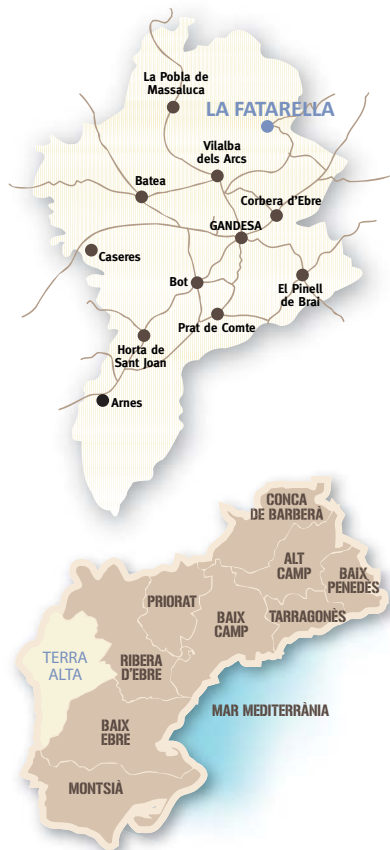 La Pobla de
Massaluca
LA FATARELLA
Vilalba
dels Arcs
Batea
Corbera d'Ebre
GANDESA
Caseres
Bot
El Pinell
de Brai
Prat de Comte
Horta de
Sant Joan
Arnes
CONCA
DE BARBERÀ
ALT
CAMP
BAIX
PENEDÈS
PRIORAT
BAIX
CAMP
TARRAGONÈS
TERRA
ALTA
RIBERA
D'EBRE
MAR MEDITERRÀNIA
BAIX
EBRE
MONTSIÀ